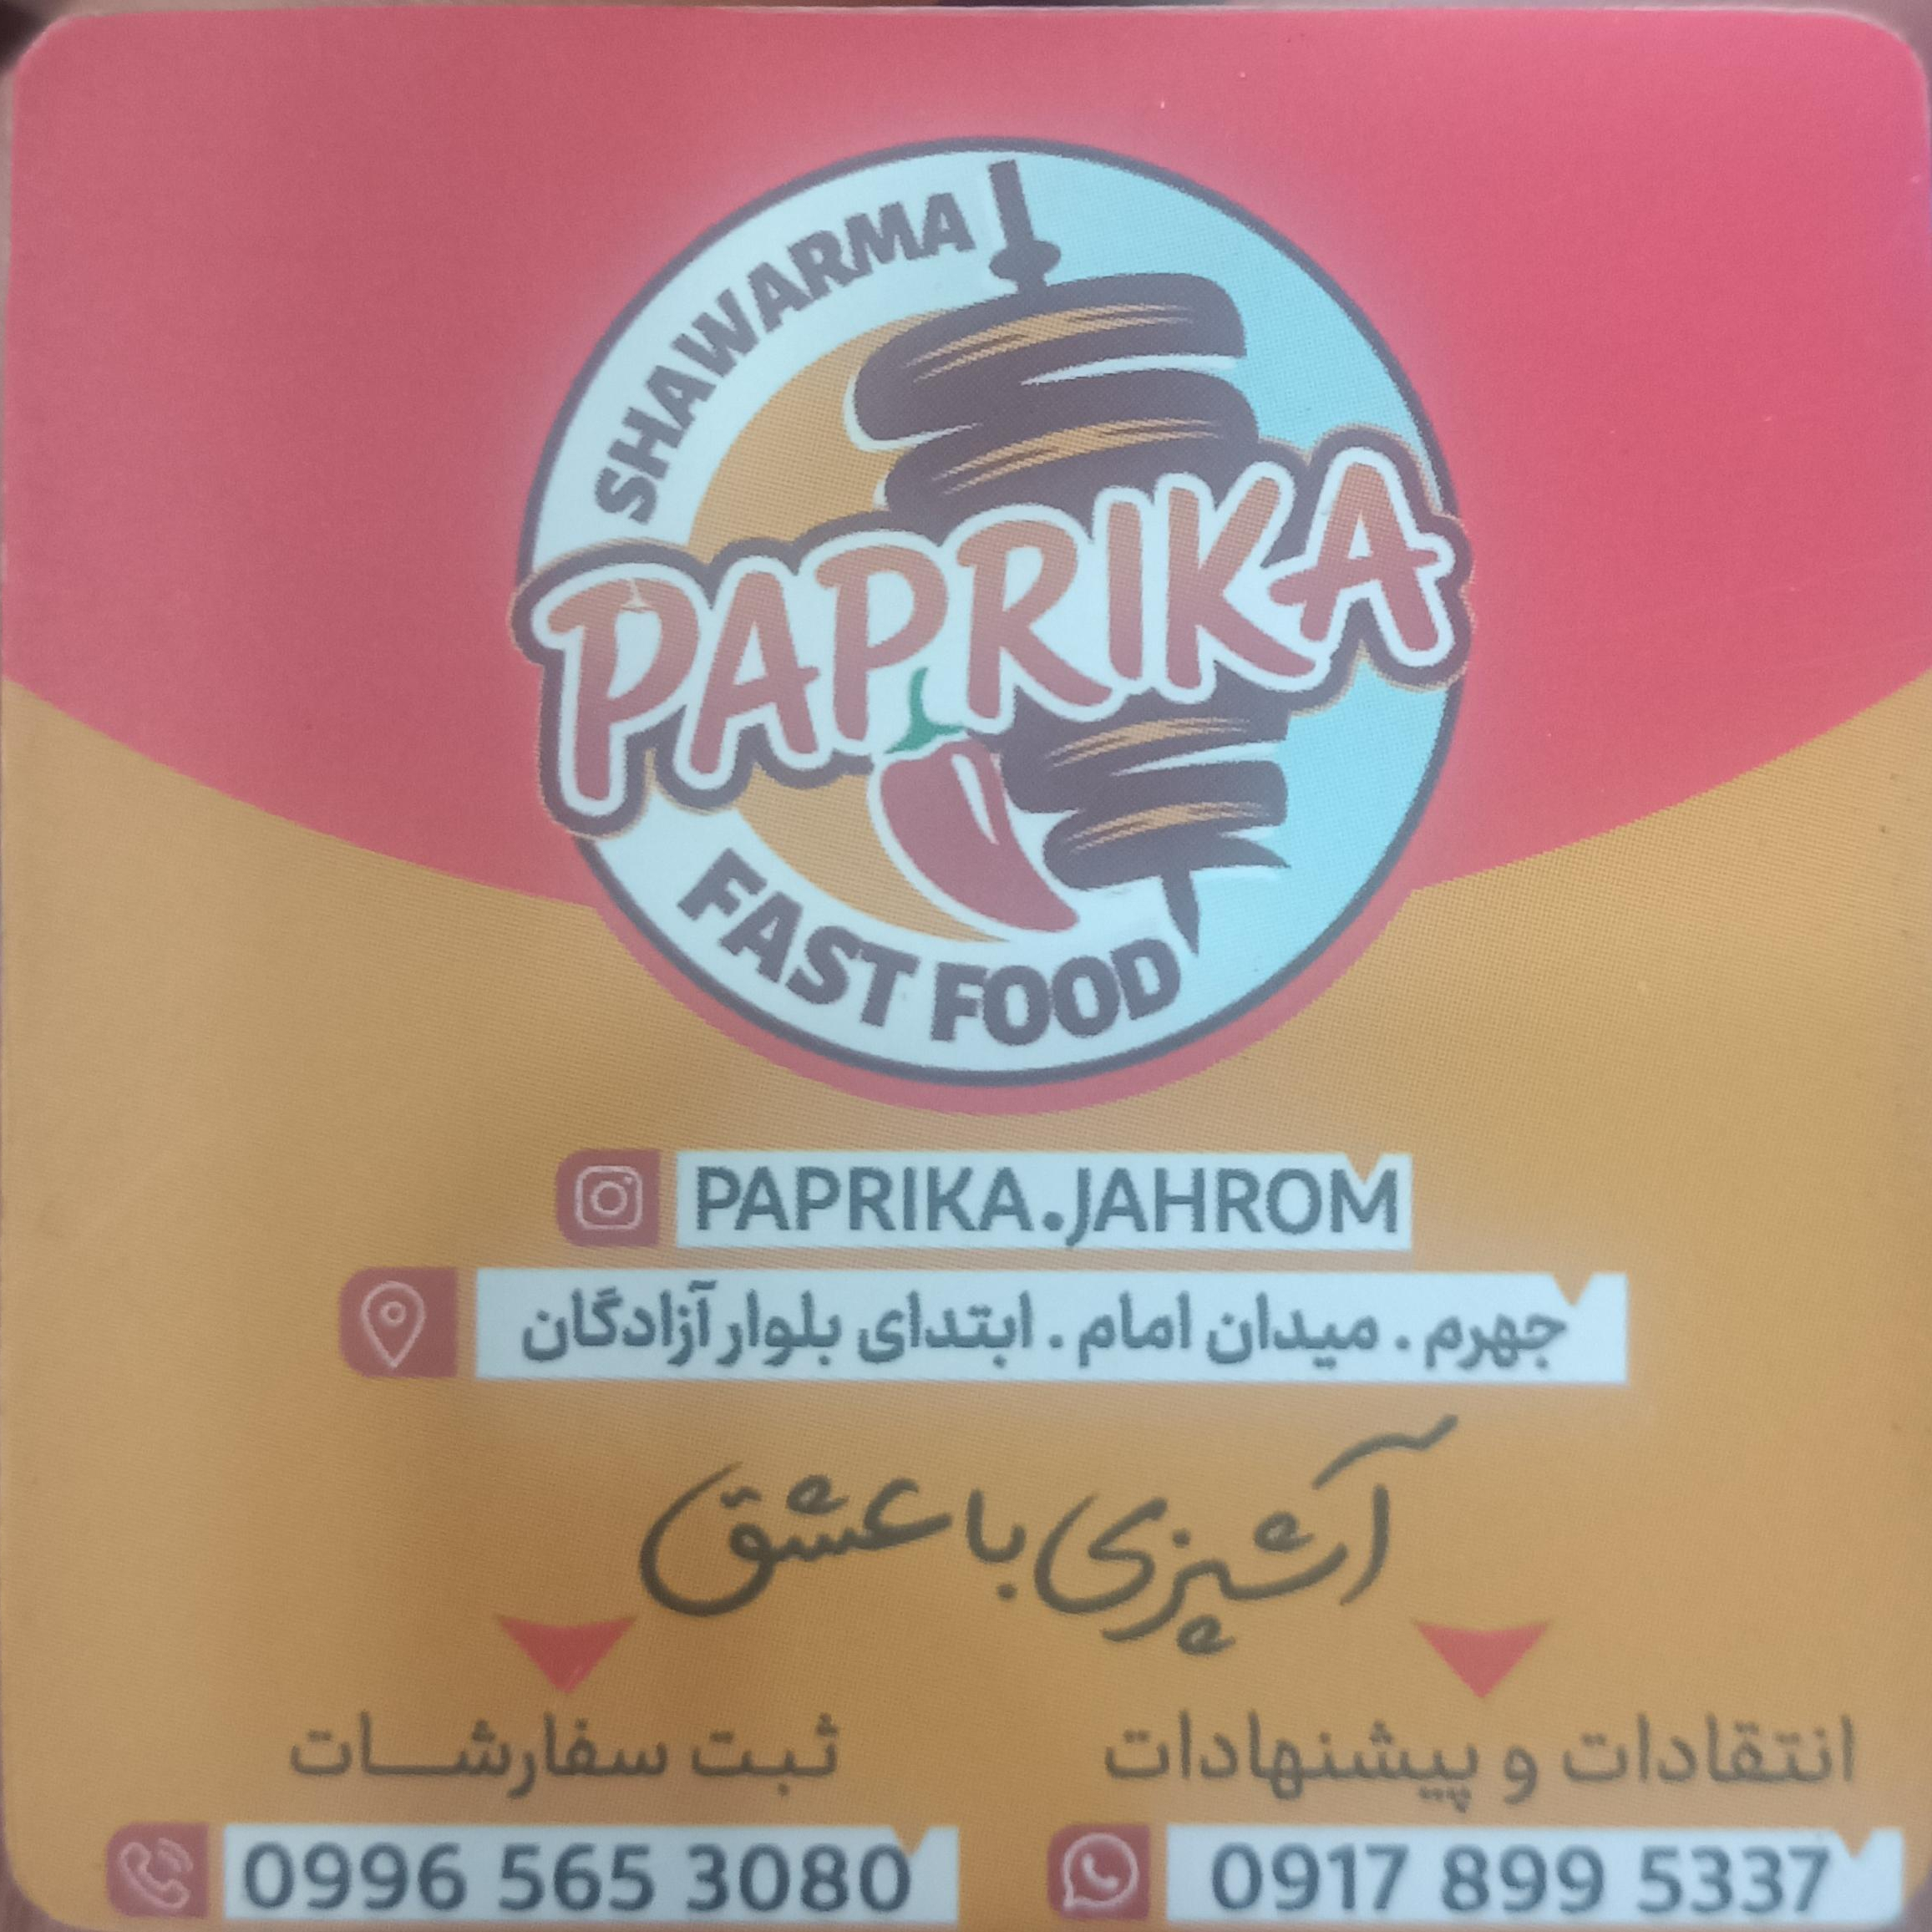 SHAWARMA
PAPRIKA
FAST FOOD
PAPRIKA.JAHROM
جهرم . میدان امام . ابتدای بلوار آزادگان
آشپزی با عشق
انتقادات و پیشنهادات
0917 899 5337
ثبت سفارشات
0996 565 3080